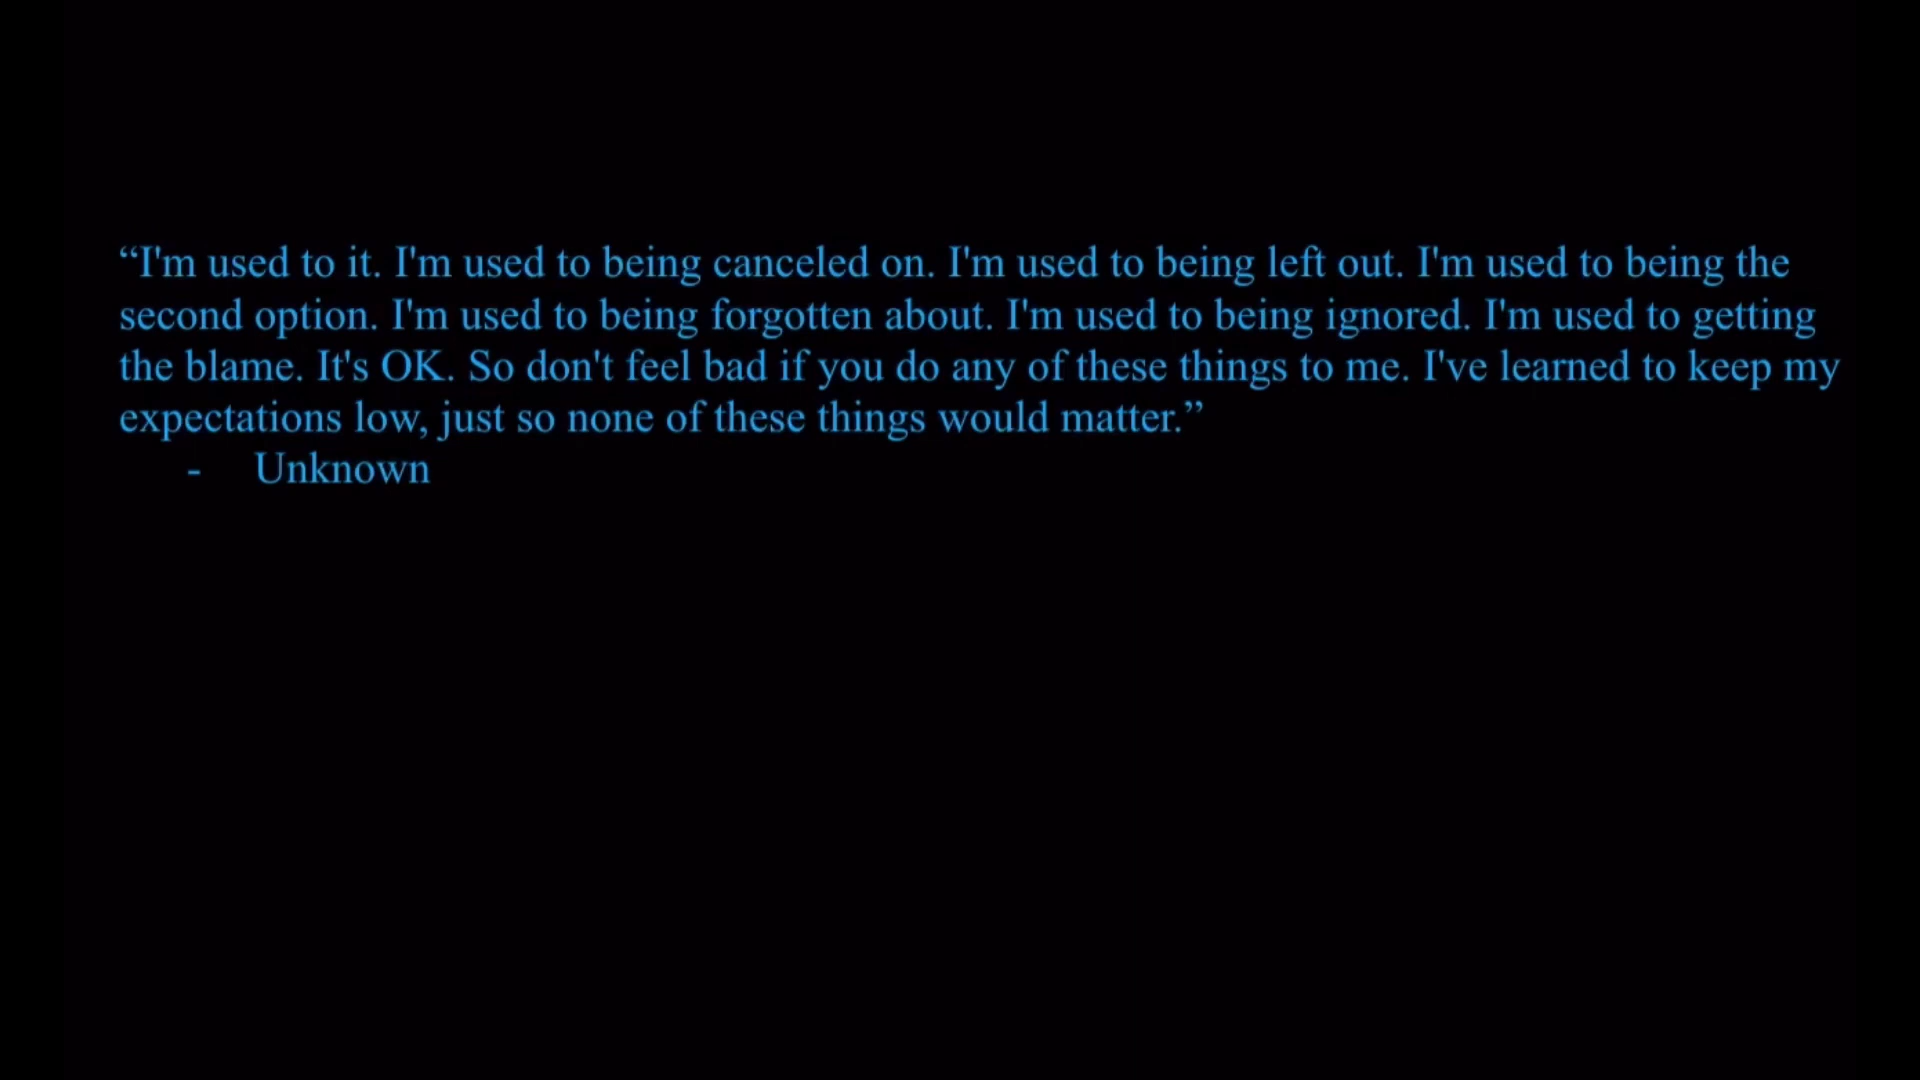 “I'm used to it. I'm used to being canceled on. I'm used to being left out. I'm used to being the
second option. I'm used to being forgotten about. I'm used to being ignored. I'm used to getting
the blame. It's OK. So don't feel bad if you do any of these things to me. I've learned to keep my
expectations low, just so none of these things would matter.”
- Unknown